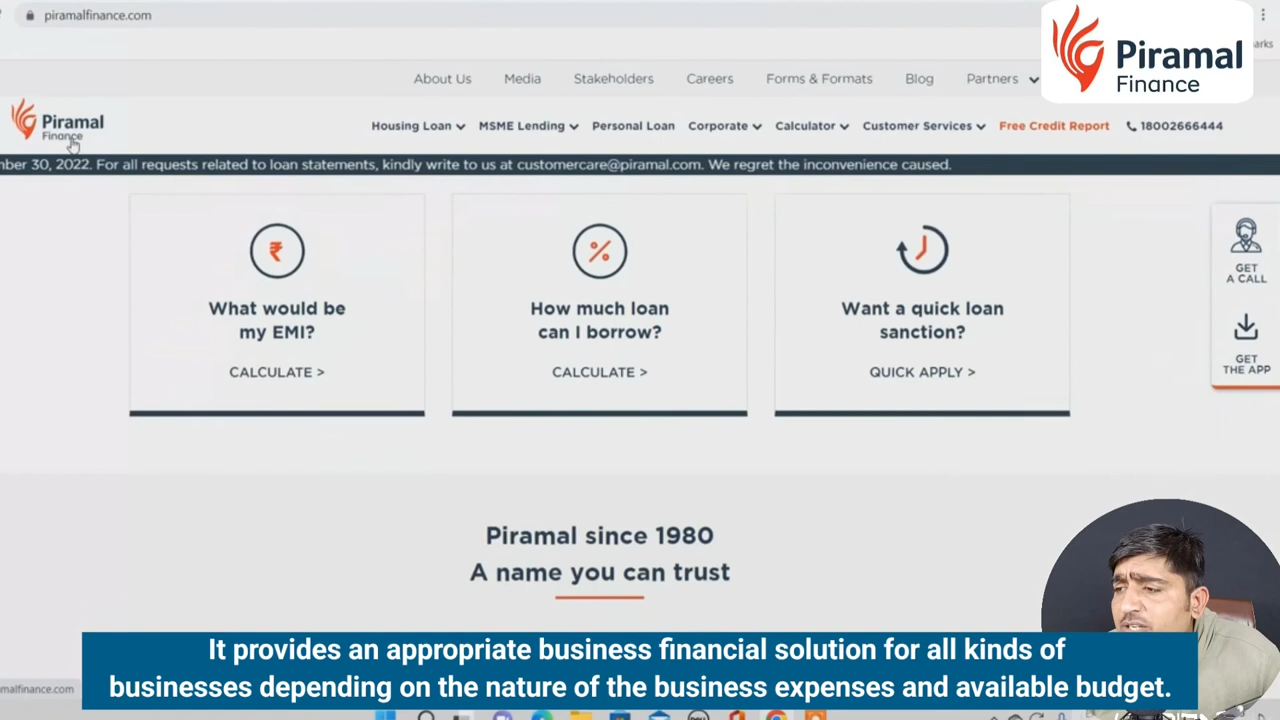 piramalfinance.com
arks
Piramal
Finance
About Us Media Stakeholders Careers Forms & Formats Blog Partners
Piramal
Finance
Housing Loan MSME Lending Personal Loan Corporate Calculator Customer Services Free Credit Report 18002666444
nber 30, 2022. For all requests related to loan statements, kindly write to us at customercare@piramal.com. We regret the inconvenience caused.
₹
What would be
my EMI?
CALCULATE >
%
How much loan
can I borrow?
CALCULATE >
Want a quick loan
sanction?
QUICK APPLY >
GET
A CALL
GET
THE APP
Piramal since 1980
A name you can trust
It provides an appropriate business financial solution for all kinds of
businesses depending on the nature of the business expenses and available budget.
amalfinance.com
DELL